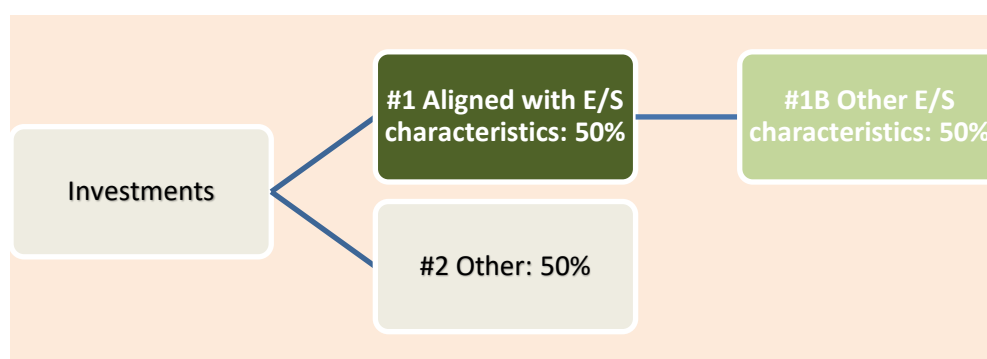 #1 Aligned with E/S
characteristics: 50%
#1B Other E/S
characteristics: 50%
Investments
#2 Other: 50%